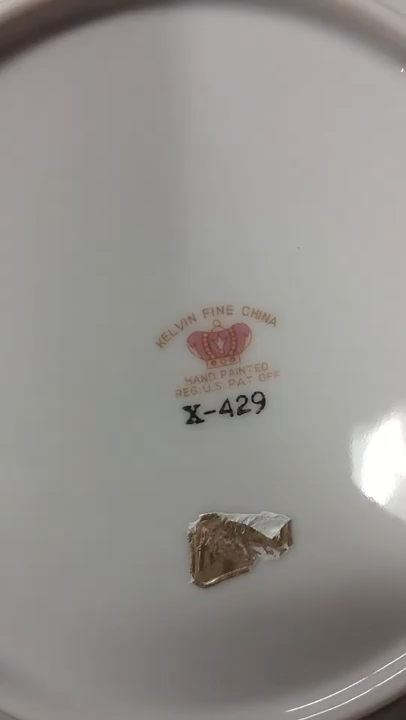 KELVIN FINE CHINA
HAND PAINTED
REG. U.S. PAT OFF
X-429